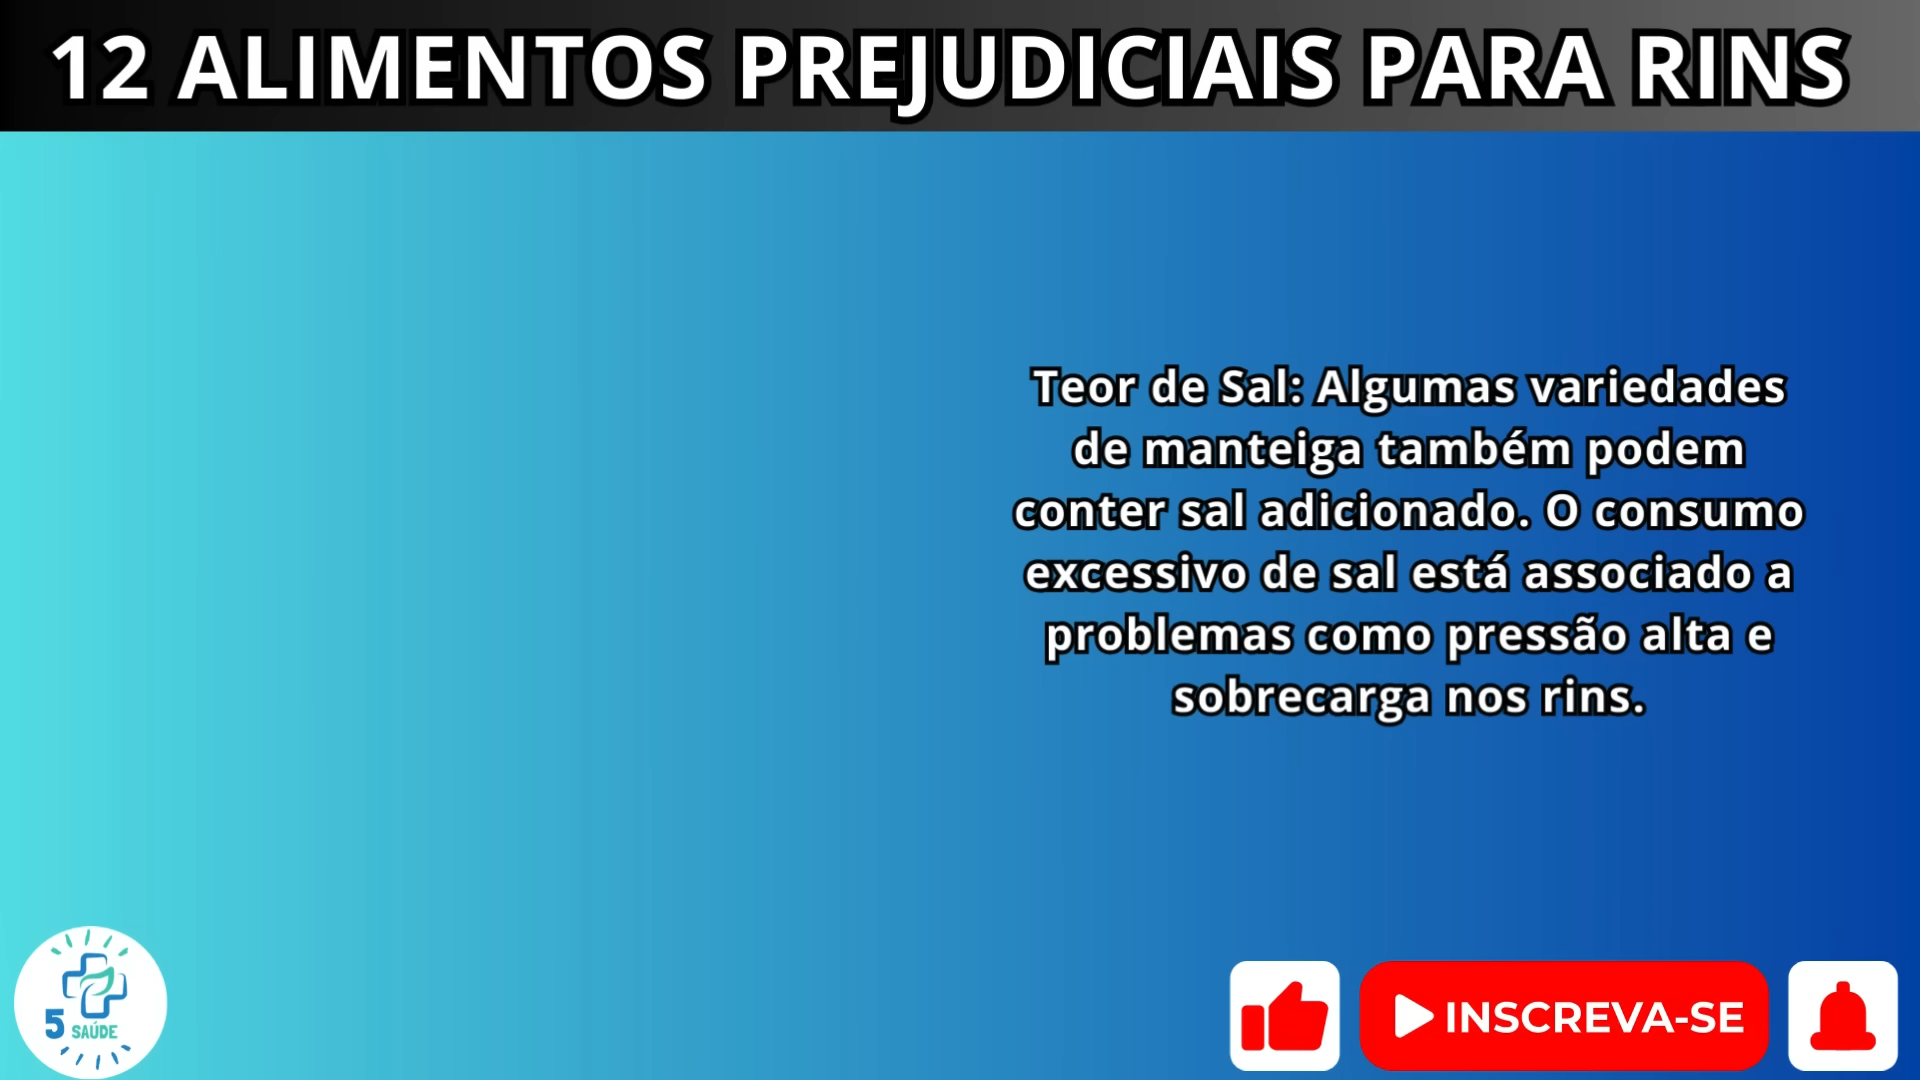 12 ALIMENTOS PREJUDICIAIS PARA RINS
Teor de Sal: Algumas variedades
de manteiga também podem
conter sal adicionado. O consumo
excessivo de sal está associado a
problemas como pressão alta e
sobrecarga nos rins.
5 SAÚDE
INSCREVA-SE